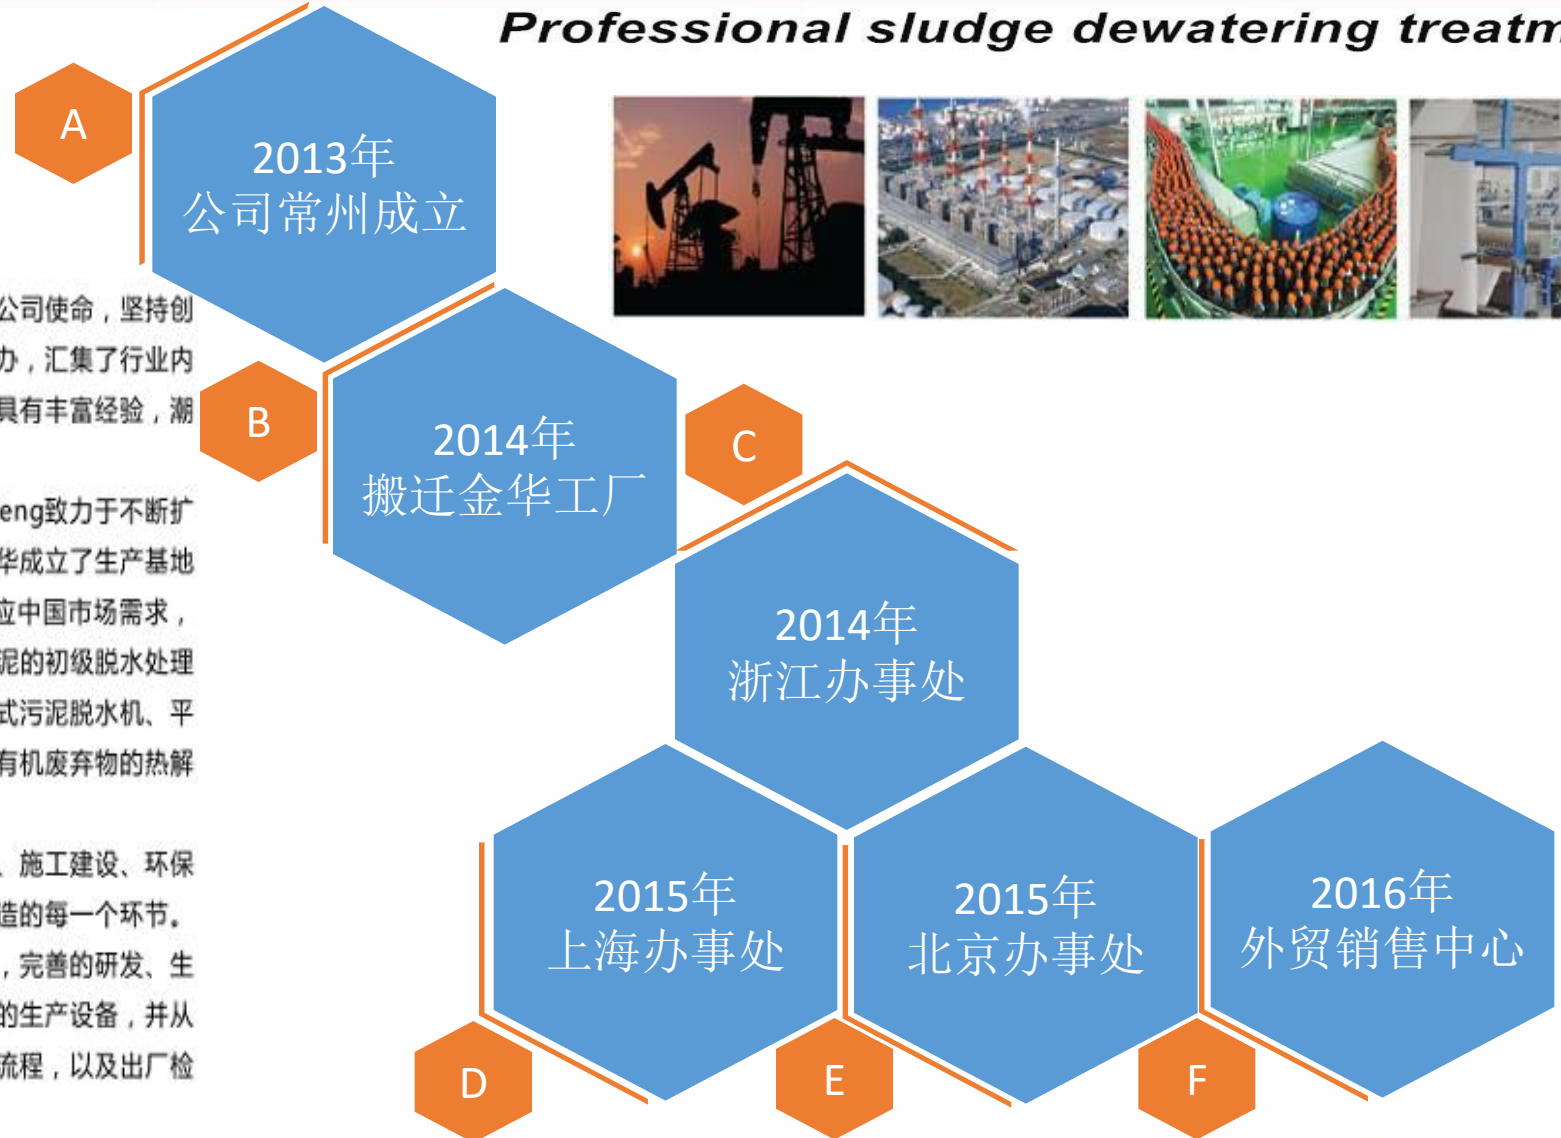 Professional sludge dewatering treatm
A
2013年
公司常州成立
公司使命，坚持创
办，汇集了行业内
具有丰富经验，潮
B
2014年
搬迁金华工厂
C
eng致力于不断扩
华成立了生产基地
应中国市场需求，
泥的初级脱水处理
式污泥脱水机、平
有机废弃物的热解
2014年
浙江办事处
、施工建设、环保
造的每一个环节。
，完善的研发、生
的生产设备，并从
流程，以及出厂检
2015年
上海办事处
2015年
北京办事处
2016年
外贸销售中心
D
E
F